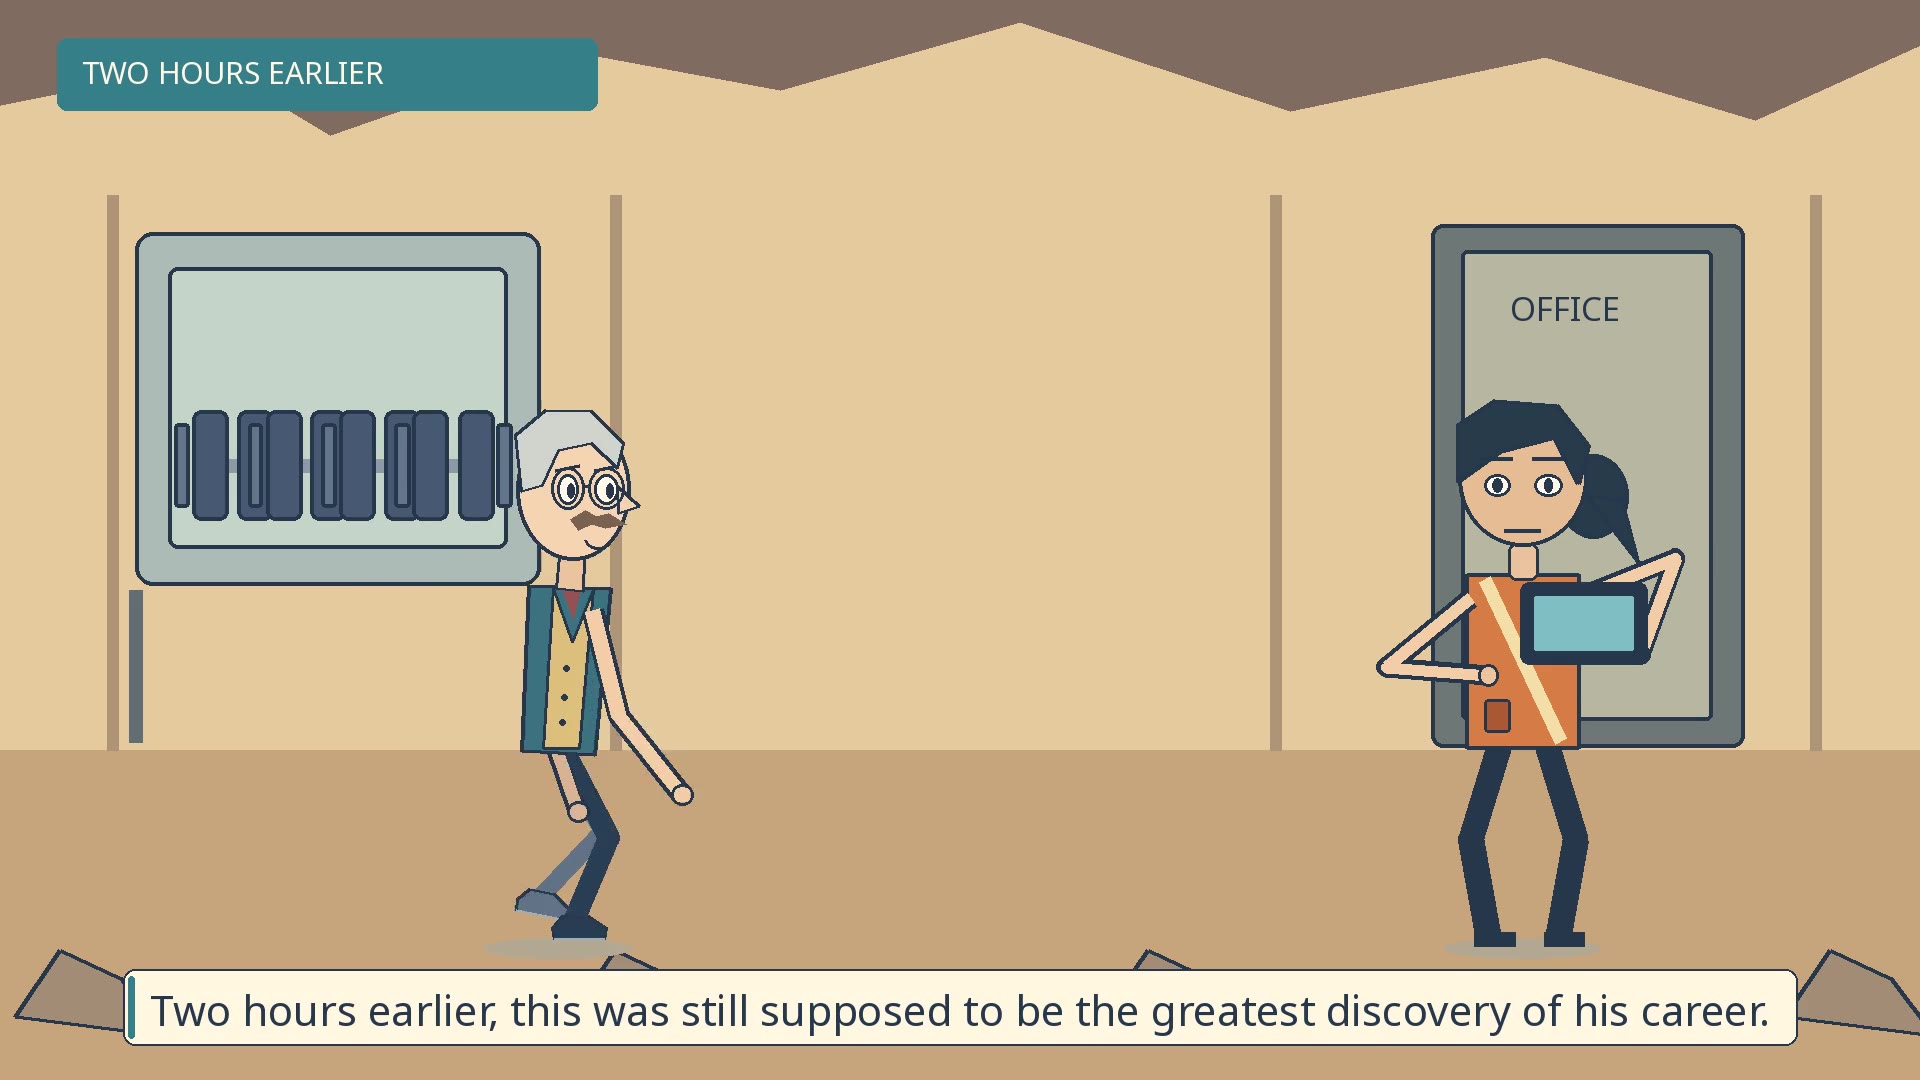 TWO HOURS EARLIER
OFFICE
Two hours earlier, this was still supposed to be the greatest discovery of his career.